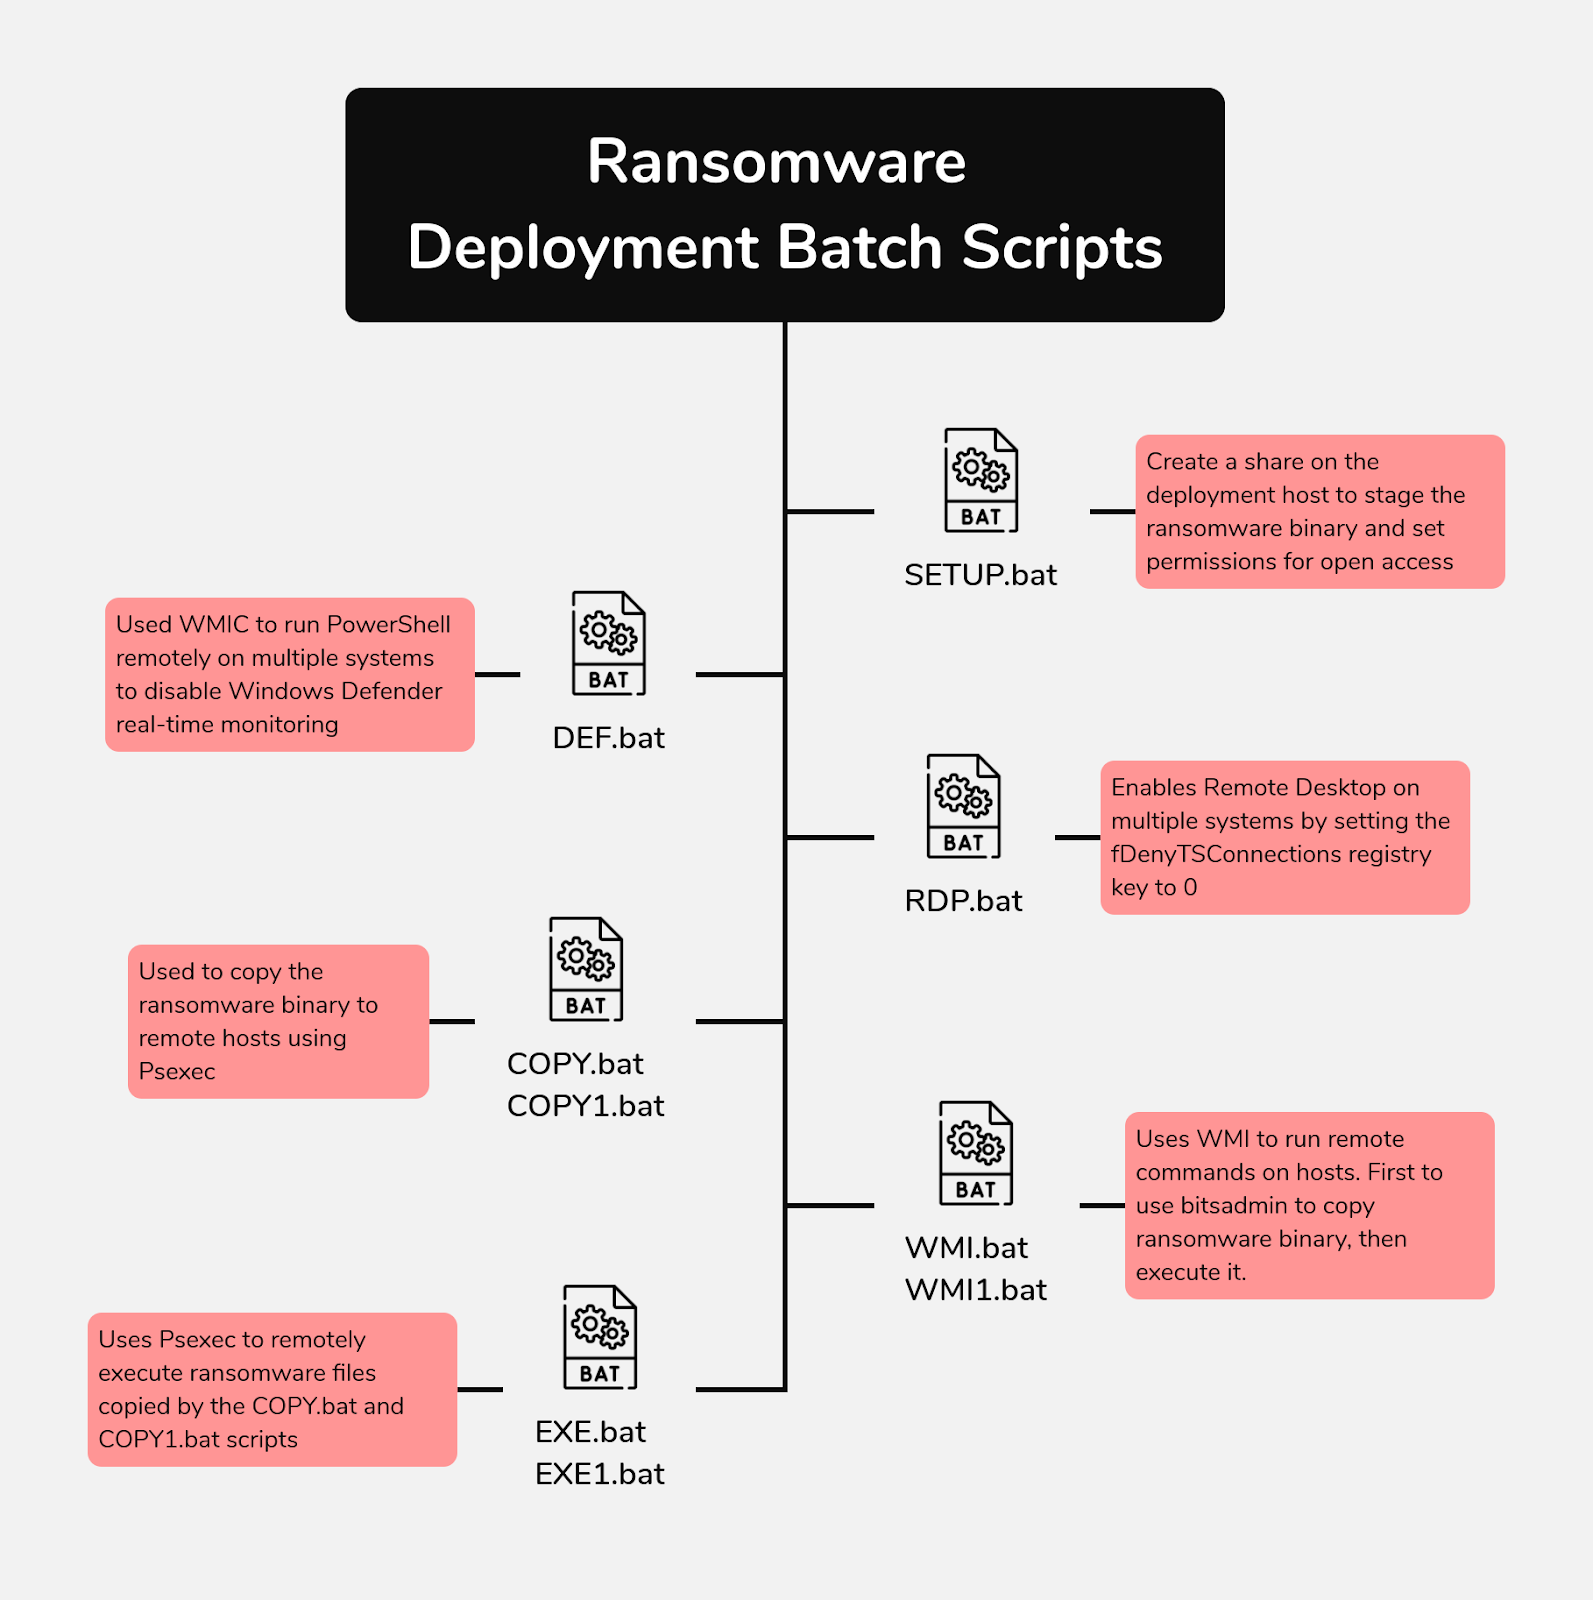 Ransomware
Deployment Batch Scripts
BAT
SETUP.bat
Create a share on the
deployment host to stage the
ransomware binary and set
permissions for open access
Used WMIC to run PowerShell
remotely on multiple systems
to disable Windows Defender
real-time monitoring
BAT
DEF.bat
BAT
RDP.bat
Enables Remote Desktop on
multiple systems by setting the
fDenyTSConnections registry
key to 0
Used to copy the
ransomware binary to
remote hosts using
Psexec
BAT
COPY.bat
COPY1.bat
BAT
WMI.bat
WMI1.bat
Uses WMI to run remote
commands on hosts. First to
use bitsadmin to copy
ransomware binary, then
execute it.
Uses Psexec to remotely
execute ransomware files
copied by the COPY.bat and
COPY1.bat scripts
BAT
EXE.bat
EXE1.bat